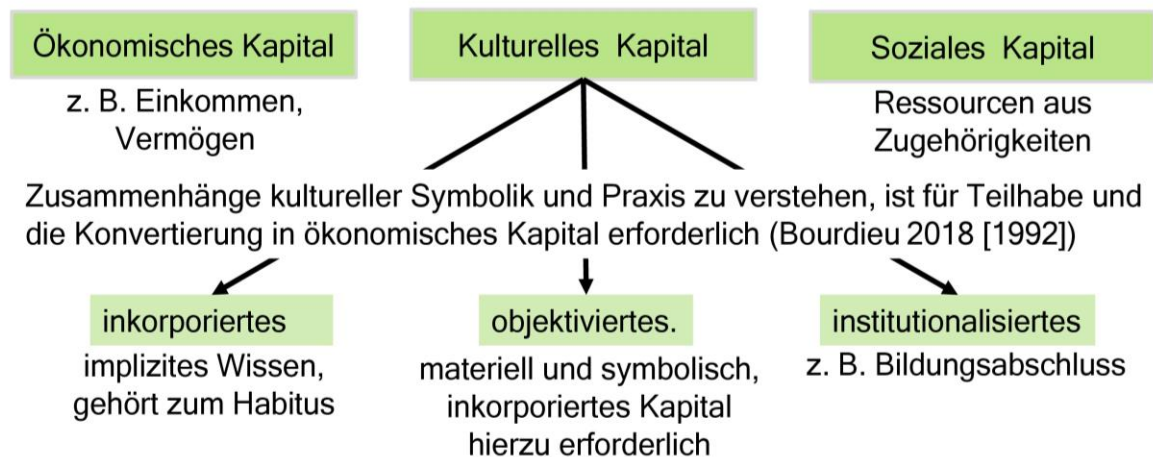 Ökonomisches Kapital
Kulturelles Kapital
Soziales Kapital
z. B. Einkommen,
Vermögen
Ressourcen aus
Zugehörigkeiten
Zusammenhänge kultureller Symbolik und Praxis zu verstehen, ist für Teilhabe und
die Konvertierung in ökonomisches Kapital erforderlich (Bourdieu 2018 [1992])
inkorporiertes
implizites Wissen,
gehört zum Habitus
objektiviertes.
materiell und symbolisch,
inkorporiertes Kapital
hierzu erforderlich
institutionalisiertes
z. B. Bildungsabschluss